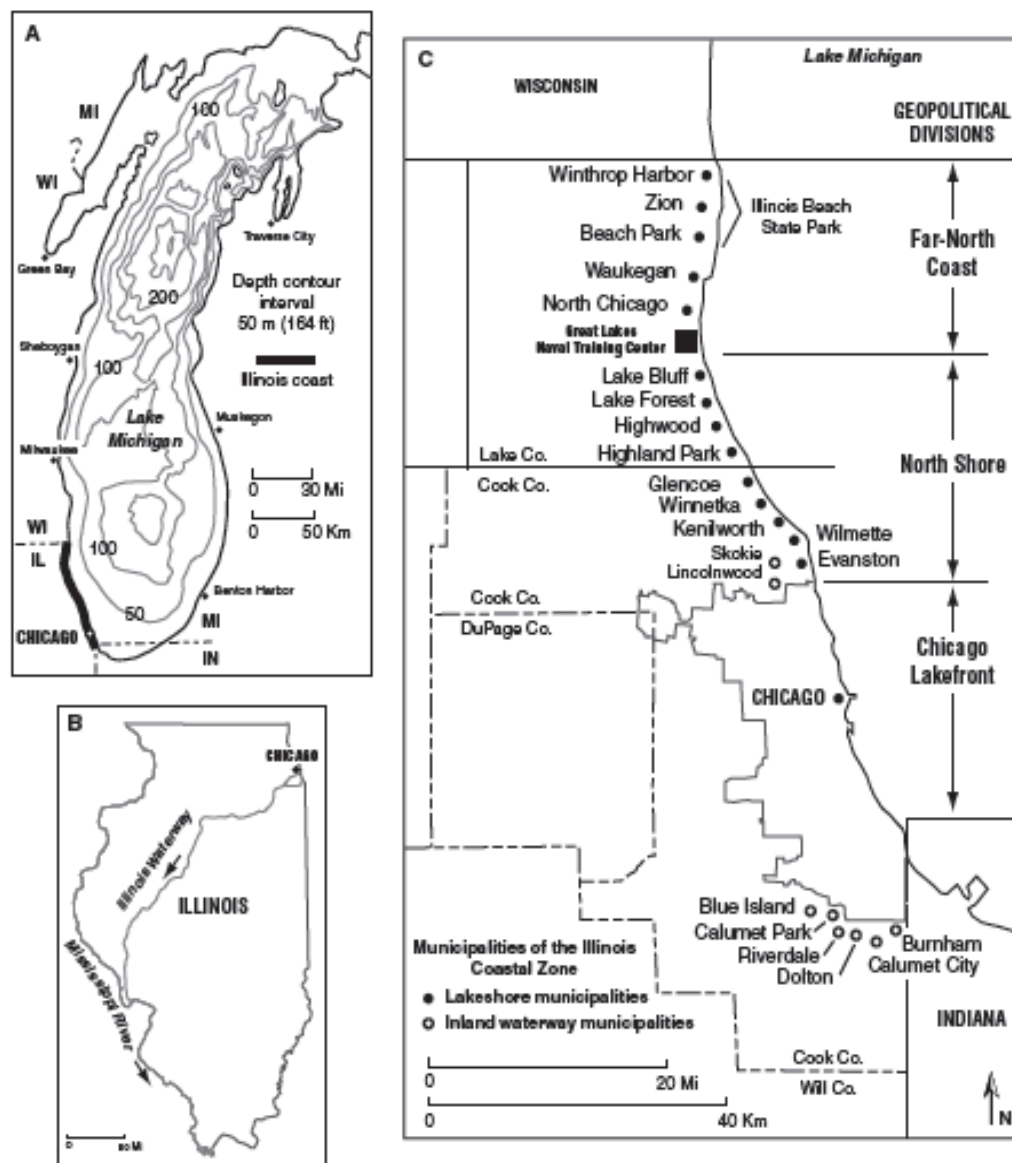 A
MI
100
WI
Traverse City
Green Bay
200
Depth contour
interval
50 m (164 ft)
Sheboygan
100
Illinois coast
Lake
Michigan
Muskegon
Milwaukee
0 30 Mi
0 50 Km
WI
IL
100
50
Benton Harbor
MI
CHICAGO
IN
B
CHICAGO
Illinois Waterway
ILLINOIS
Mississippi River
0
C
Lake Michigan
WISCONSIN
GEOPOLITICAL
DIVISIONS
Winthrop Harbor
Zion
Beach Park
Illinois Beach
State Park
Far-North
Coast
Waukegan
North Chicago
Great Lakes
Naval Training Center
Lake Bluff
Lake Forest
Highwood
Highland Park
Lake Co.
Cook Co.
North Shore
Glencoe
Winnetka
Kenilworth
Wilmette
Skokie
Evanston
Lincolnwood
Cook Co.
DuPage Co.
Chicago
Lakefront
CHICAGO
Blue Island
Calumet Park
Riverdale
Dolton
Burnham
Calumet City
Municipalities of the Illinois
Coastal Zone
Lakeshore municipalities
Inland waterway municipalities
INDIANA
Cook Co.
Will Co.
0 20 Mi
0 40 Km
N